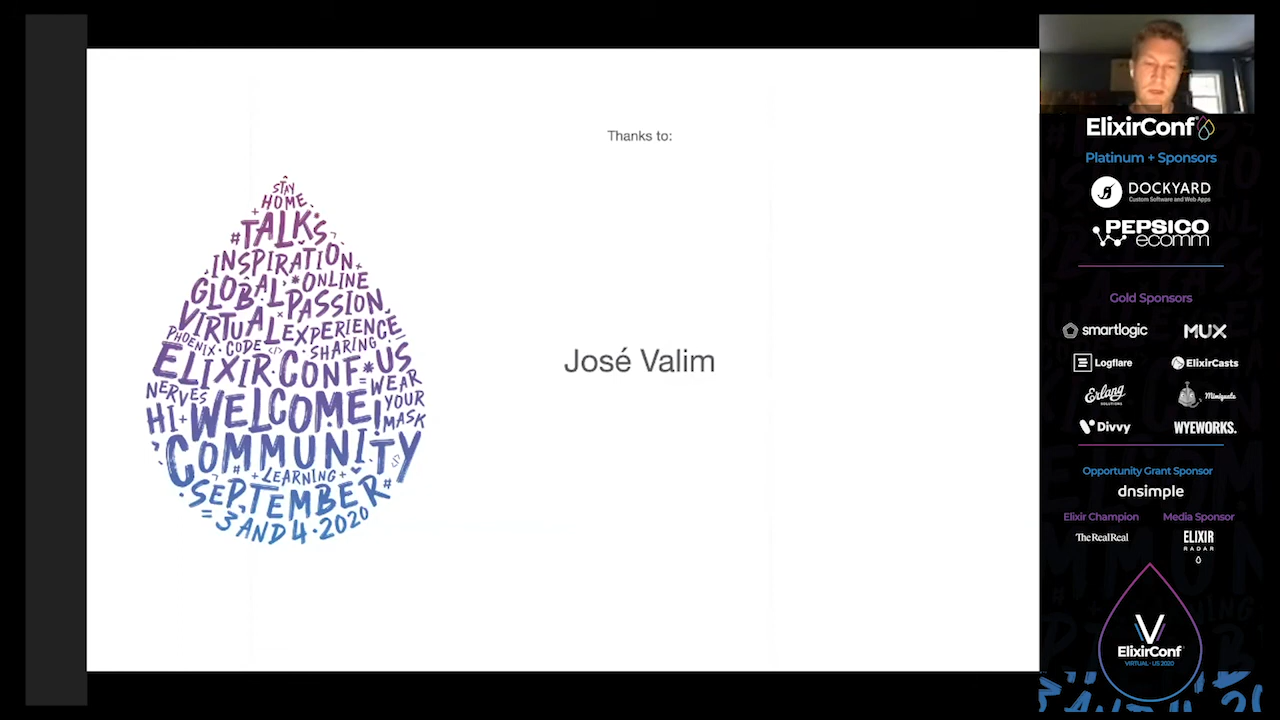 Thanks to:
José Valim
STAY
HOME
#TALKS
INSPIRATION
GLOBAL*ONLINE
PASSION
VIRTUAL EXPERIENCE
PHOENIX·CODE </> SHARING
ELIXIR CONF*US
NERVES =WEAR
HI+WELCOME! YOUR
MASK
COMMUNITY
+LEARNING+
SEPTEMBER#
=3 AND 4·2020
ElixirConf
Platinum + Sponsors
DOCKYARD
Custom Software and Web Apps
PEPSICO
ecomm
Gold Sponsors
smartlogic MUX
Logflare ElixirCasts
Erlang Miniquate
SOLUTIONS
Divvy WYEWORKS.
Opportunity Grant Sponsor
dnsimple
Elixir Champion Media Sponsor
TheRealReal ELIXIR
RADAR
V
ElixirConf
VIRTUAL · US 2020